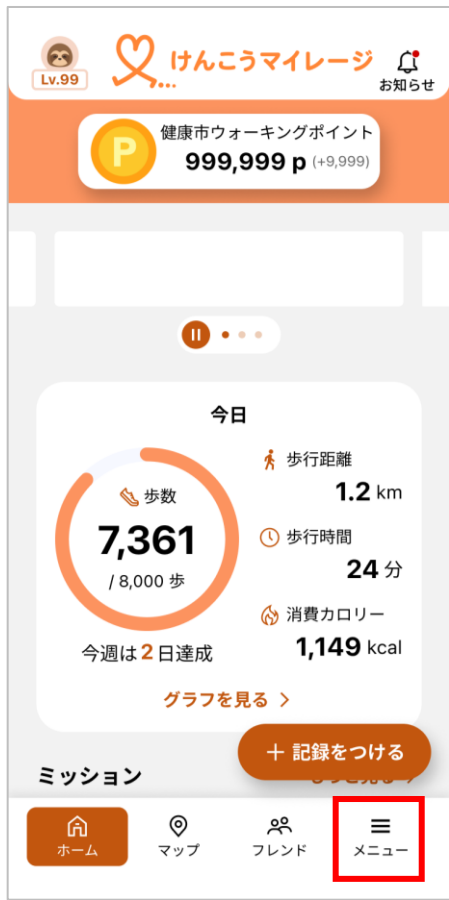 Lv.99
けんこうマイレージ
お知らせ
P
健康市ウォーキングポイント
999,999 p (+9,999)
今日
歩数
7,361
/ 8,000 歩
今週は2日達成
歩行距離
1.2 km
歩行時間
24 分
消費カロリー
1,149 kcal
グラフを見る
+ 記録をつける
ミッション
ホーム
マップ
フレンド
メニュー